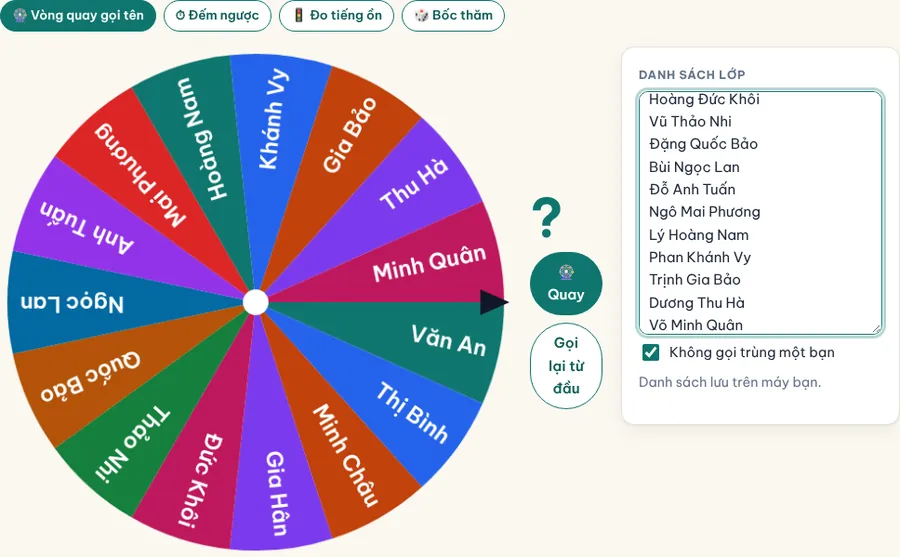 Vòng quay gọi tên
Đếm ngược
Đo tiếng ồn
Bốc thăm
Khánh Vy
Gia Bảo
Thu Hà
Minh Quân
Văn An
Thị Bình
Minh Châu
Gia Hân
Đức Khôi
Thảo Nhi
Quốc Bảo
Ngọc Lan
Anh Tuấn
Mai Phương
Hoàng Nam
?
Quay
Gọi
lại từ
đầu
DANH SÁCH LỚP
Hoàng Đức Khôi
Vũ Thảo Nhi
Đặng Quốc Bảo
Bùi Ngọc Lan
Đỗ Anh Tuấn
Ngô Mai Phương
Lý Hoàng Nam
Phan Khánh Vy
Trịnh Gia Bảo
Dương Thu Hà
Võ Minh Quân
Không gọi trùng một bạn
Danh sách lưu trên máy bạn.